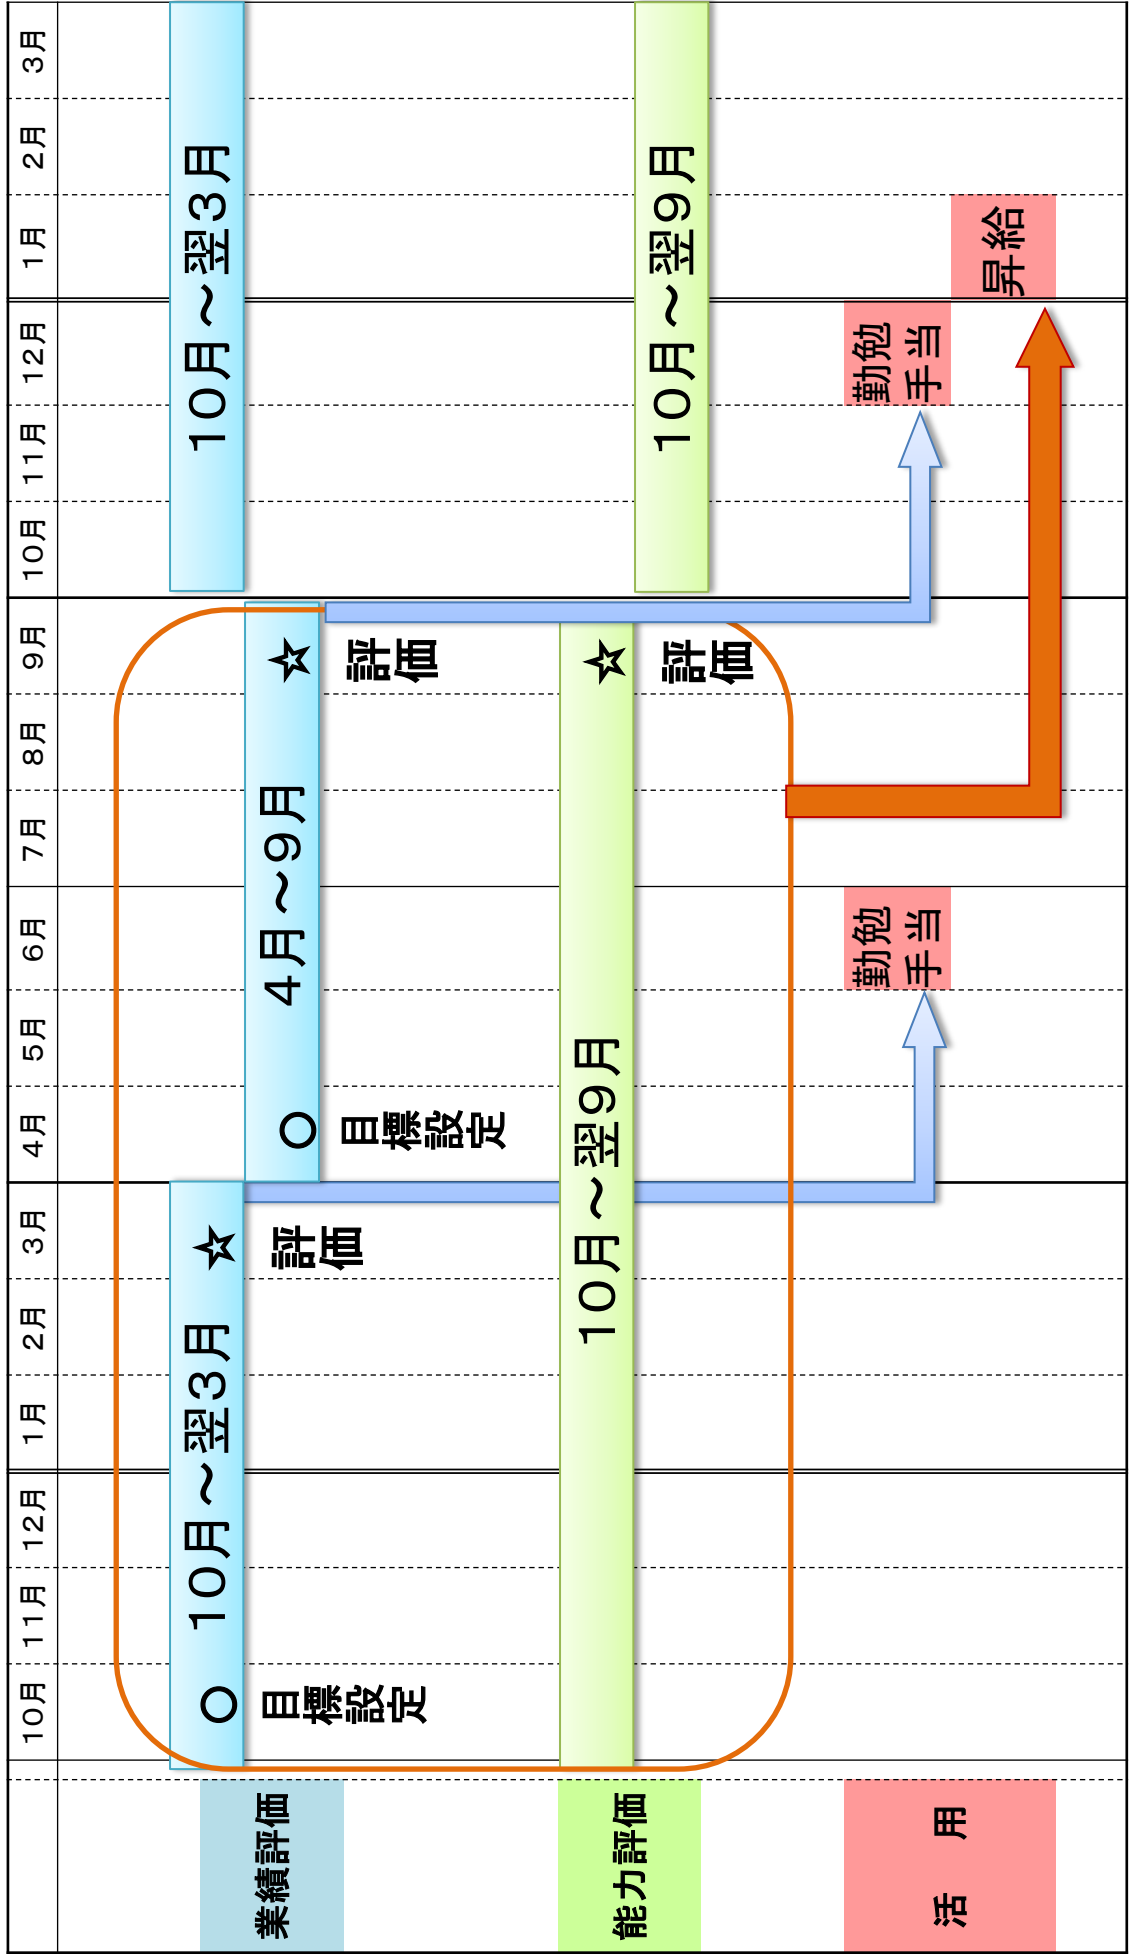 10月
11月
12月
1月
2月
3月
4月
5月
6月
7月
8月
9月
10月
11月
12月
1月
2月
3月
業績評価
10月～翌3月
○
☆
10月～翌3月
目標設定
評価
4月～9月
○
☆
目標設定
評価
能力評価
10月～翌9月
☆
評価
10月～翌9月
活　用
勤勉
手当
勤勉
手当
昇給